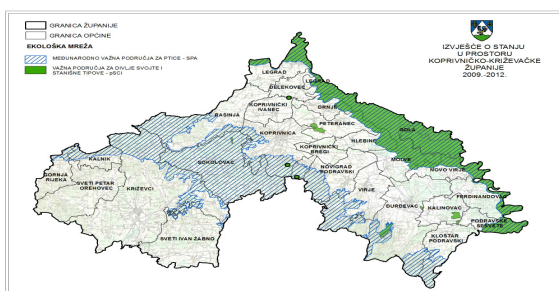 GRANICA ŽUPANIJE
GRANICA OPĆINE
EKOLOŠKA MREŽA
MEĐUNARODNO VAŽNA PODRUČJA ZA PTICE - SPA
VAŽNA PODRUČJA ZA DIVLJE SVOJTE I
STANIŠNE TIPOVE - pSCI
IZVJEŠĆE O STANJU
U PROSTORU
KOPRIVNIČKO-KRIŽEVAČKE
ŽUPANIJE
2009.-2012.
LEGRAD
LEGRAD
ĐELEKOVEC
KOPRIVNIČKI
IVANEC
DRNJE
RASINJA
PETERANEC
GOLA
KOPRIVNICA
HLEBINE
KOPRIVNIČKI
BREGI
MOLVE
KALNIK
SOKOLOVAC
NOVIGRAD
PODRAVSKI
NOVO VIRJE
GORNJA
RIJEKA
SVETI PETAR
OREHOVEC
KRIŽEVCI
VIRJE
FERDINANDOVAC
ĐURĐEVAC
KALINOVAC
PODRAVSKE
SESVETE
SVETI IVAN ŽABNO
KLOŠTAR
PODRAVSKI